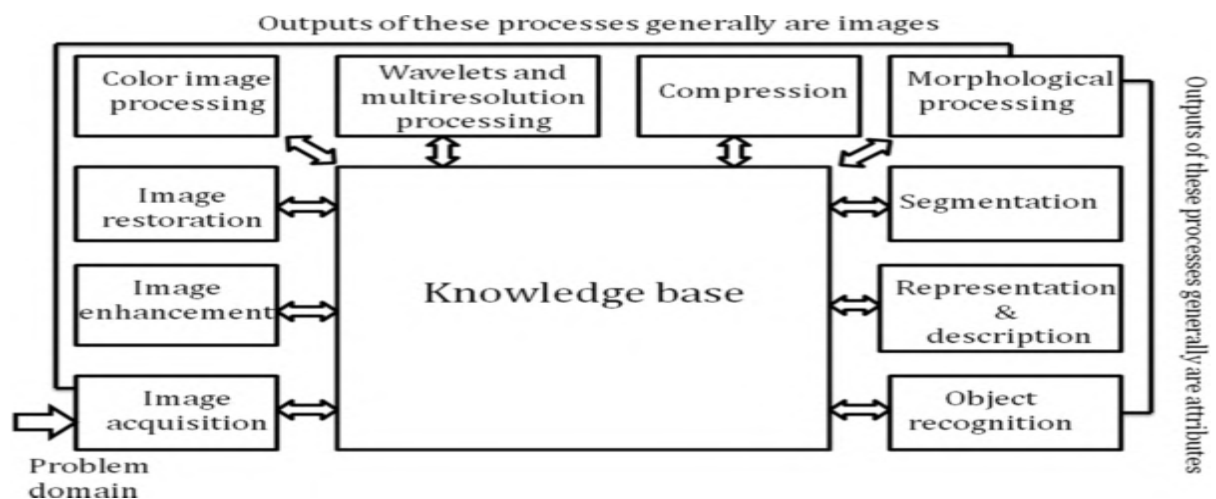 Outputs of these processes generally are images
Color image
processing
Wavelets and
multiresolution
processing
Compression
Morphological
processing
Image
restoration
Segmentation
Image
enhancement
Knowledge base
Representation
&
description
Image
acquisition
Object
recognition
Problem
domain
Outputs of these processes generally are attributes